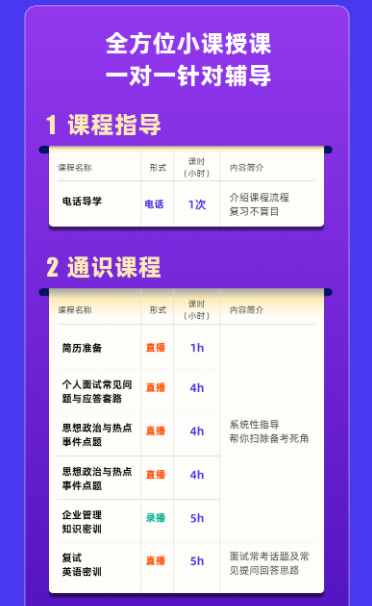 全方位小课授课
一对一针对辅导
1 课程指导
课程名称 形式 课时 内容简介
(小时)
电话导学 电话 1次 介绍课程流程
复习不盲目
2 通识课程
课程名称 形式 课时 内容简介
(小时)
简历准备 直播 1h
个人面试常见问
题与应答套路 直播 4h
思想政治与热点
事件点题 直播 4h
系统性指导
帮你扫除备考死角
思想政治与热点
事件点题 直播 4h
企业管理
知识密训 录播 5h
复试
英语密训 直播 5h
面试常考话题及常
见提问回答思路